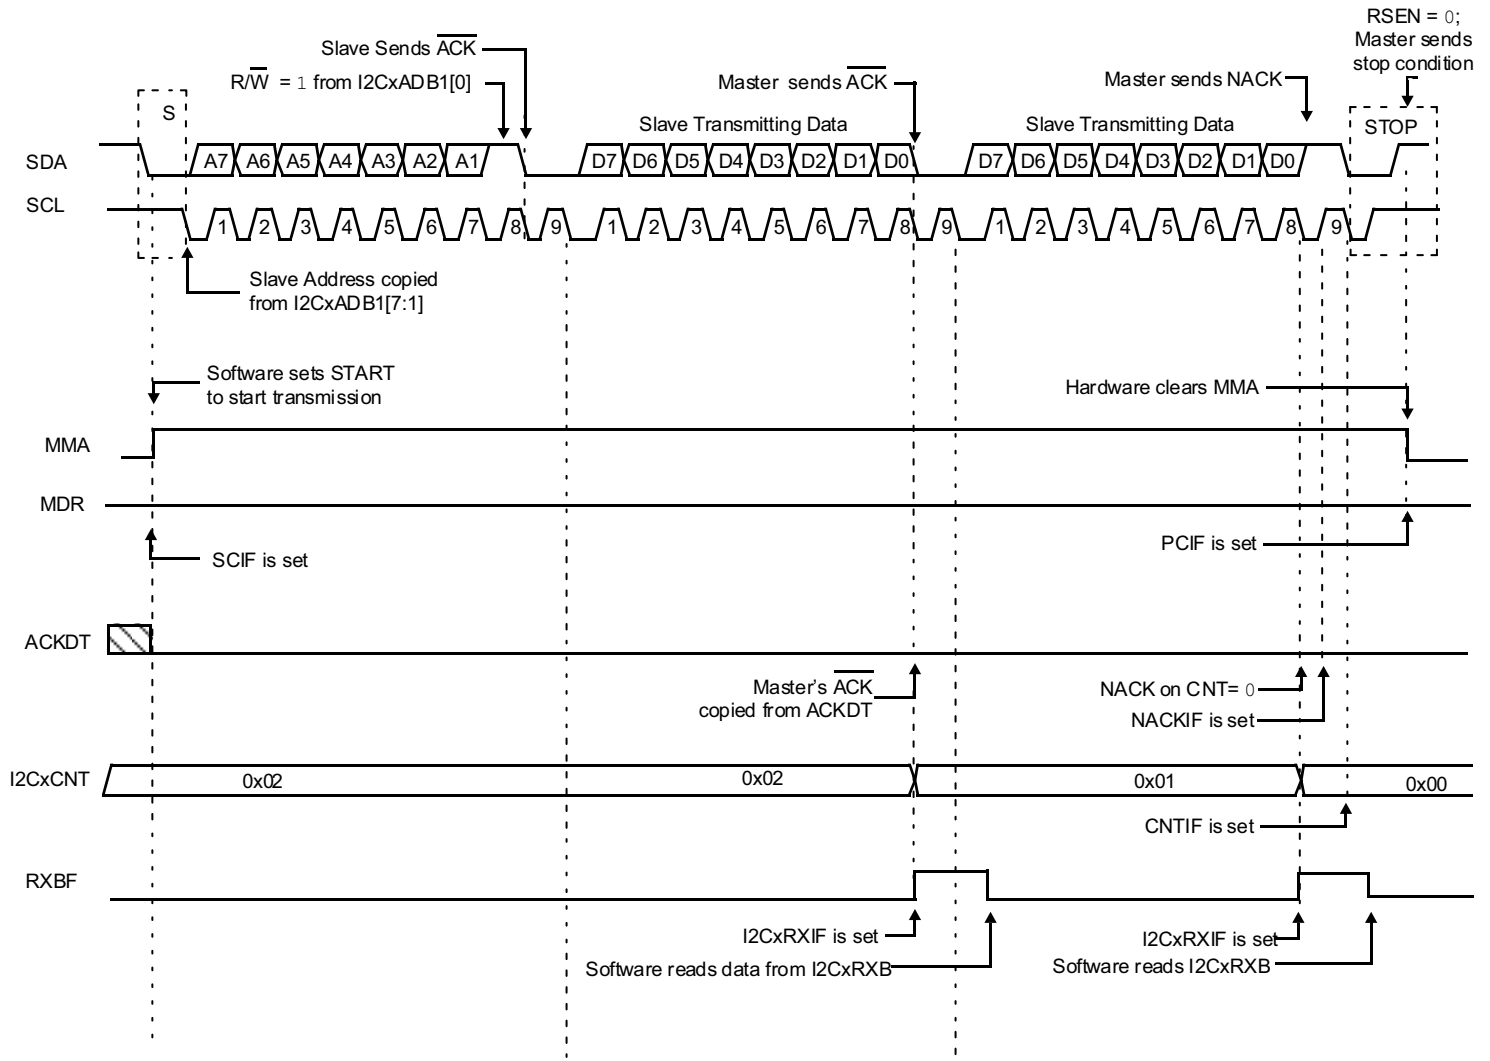 RSEN = 0;
Master sends
stop condition
Slave Sends ACK
R/W = 1 from I2CxADB1[0]
Master sends ACK
Master sends NACK
S
Slave Transmitting Data
Slave Transmitting Data
STOP
SDA
A7 A6 A5 A4 A3 A2 A1
D7 D6 D5 D4 D3 D2 D1 D0
D7 D6 D5 D4 D3 D2 D1 D0
SCL
1 2 3 4 5 6 7 8 9
1 2 3 4 5 6 7 8 9
1 2 3 4 5 6 7 8 9
Slave Address copied
from I2CxADB1[7:1]
Software sets START
to start transmission
Hardware clears MMA
MMA
MDR
SCIF is set
PCIF is set
ACKDT
Master's ACK
copied from ACKDT
NACK on CNT= 0
NACKIF is set
I2CxCNT
0x02
0x02
0x01
0x00
CNTIF is set
RXBF
I2CxRXIF is set
Software reads data from I2CxRXB
I2CxRXIF is set
Software reads I2CxRXB